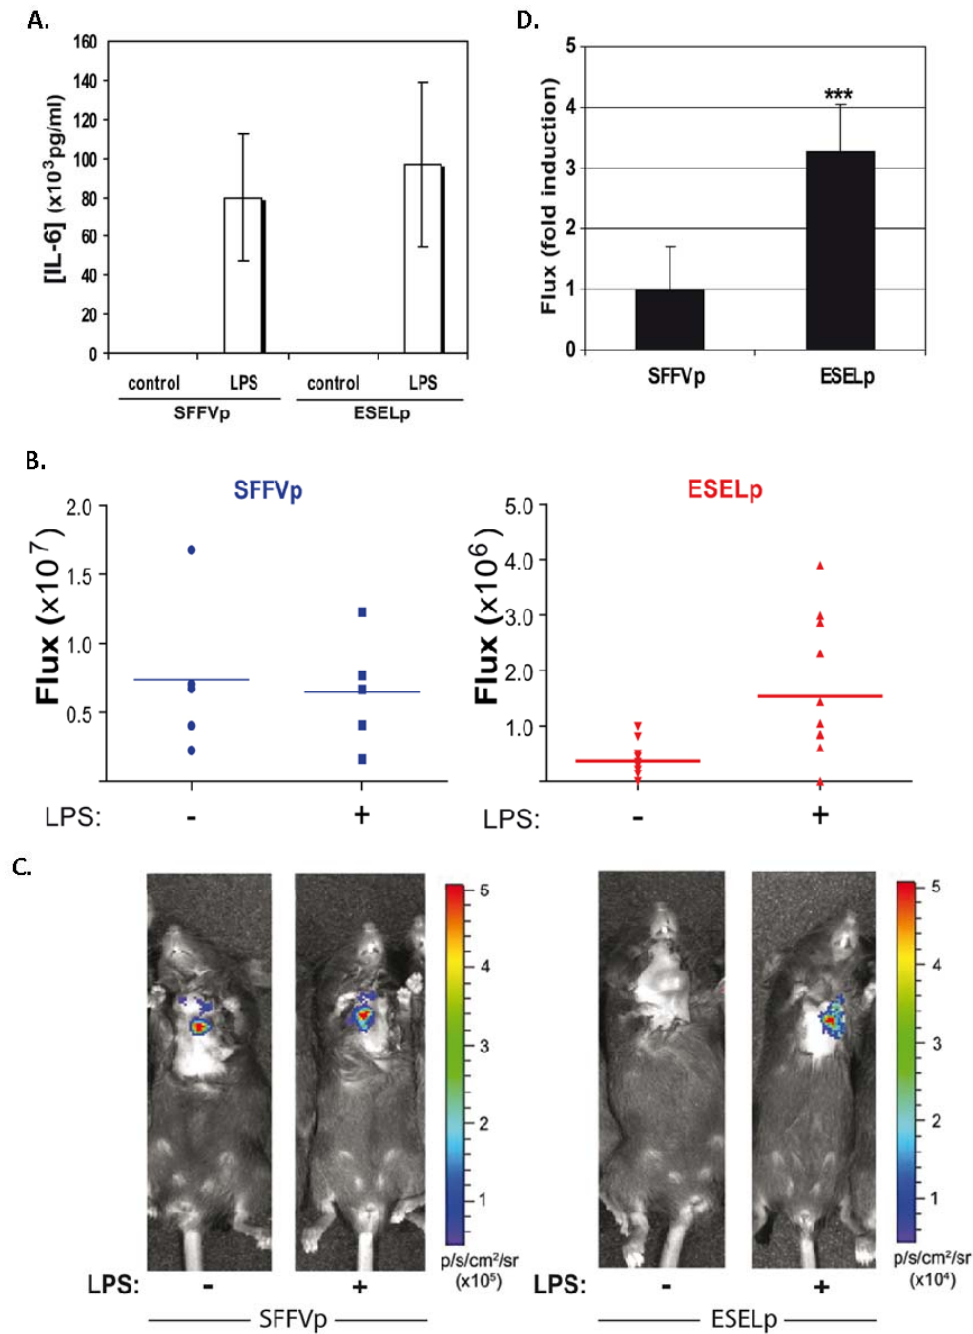 A.
[IL-6] (x10³pg/ml)
160
140
120
100
80
60
40
20
0
control LPS control LPS
SFFVp ESELp
D.
Flux (fold induction)
5
4
3
2
1
0
***
SFFVp ESELp
B.
SFFVp
Flux (x10⁷)
2.0
1.5
1.0
0.5
LPS: - +
ESELp
Flux (x10⁶)
5.0
4.0
3.0
2.0
1.0
LPS: - +
C.
5
4
3
2
1
p/s/cm²/sr
(x10⁵)
LPS: - +
SFFVp
5
4
3
2
1
p/s/cm²/sr
(x10⁴)
LPS: - +
ESELp